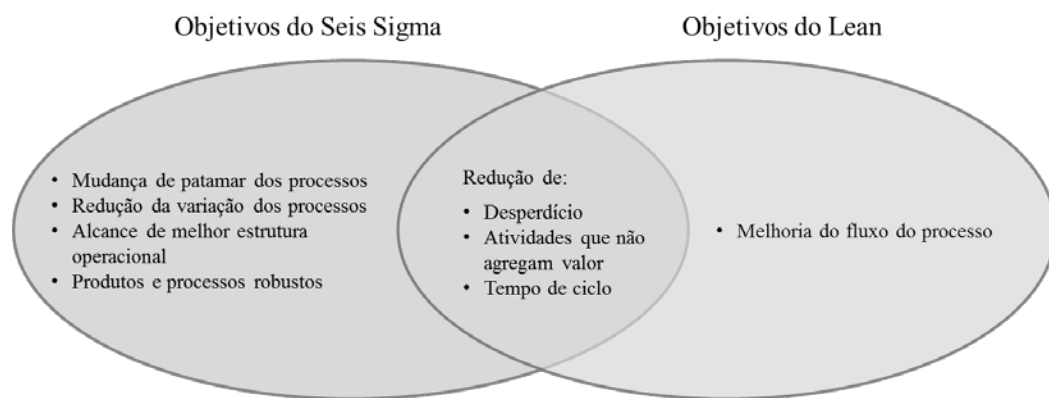 Objetivos do Seis Sigma
Objetivos do Lean
• Mudança de patamar dos processos
• Redução da variação dos processos
• Alcance de melhor estrutura
operacional
• Produtos e processos robustos
Redução de:
• Desperdício
• Atividades que não
agregam valor
• Tempo de ciclo
• Melhoria do fluxo do processo